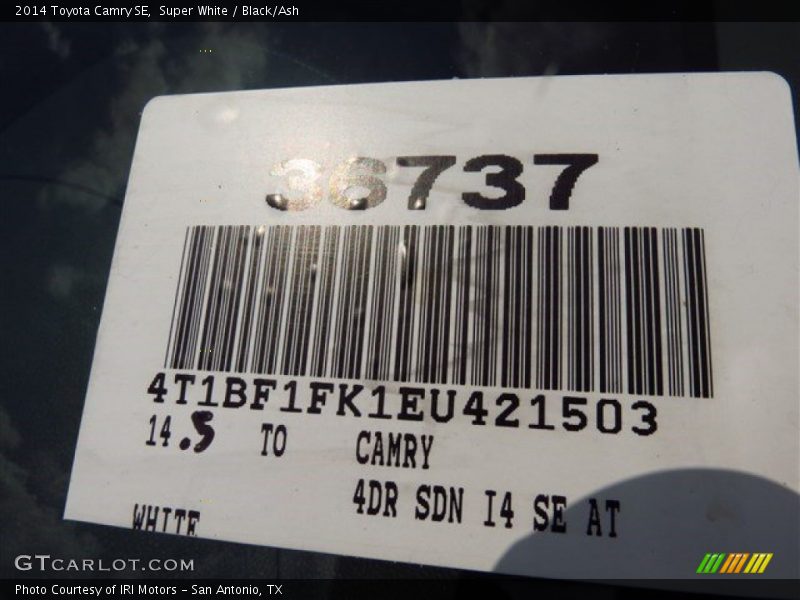 2014 Toyota Camry SE,  Super White / Black/Ash
36737
4T1BF1FK1EU421503
14.5 TO CAMRY
4DR SDN I4 SE AT
WHITE
GTCARLOT.COM
Photo Courtesy of IRI Motors - San Antonio, TX